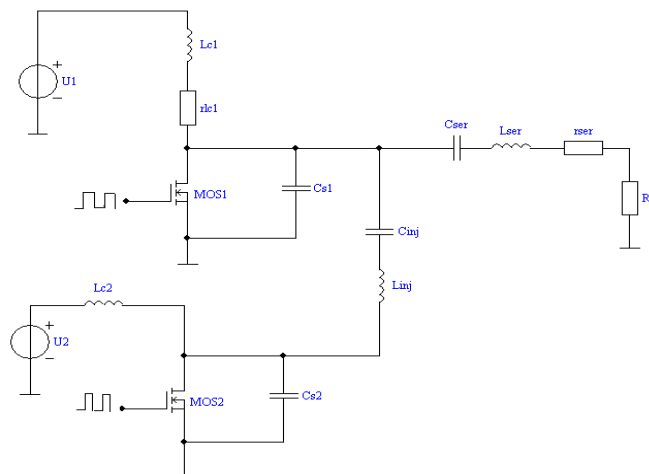 Lc1
U1
rlc1
Cser
Lser
rser
MOS1
Cs1
R
Cinj
Linj
Lc2
U2
MOS2
Cs2